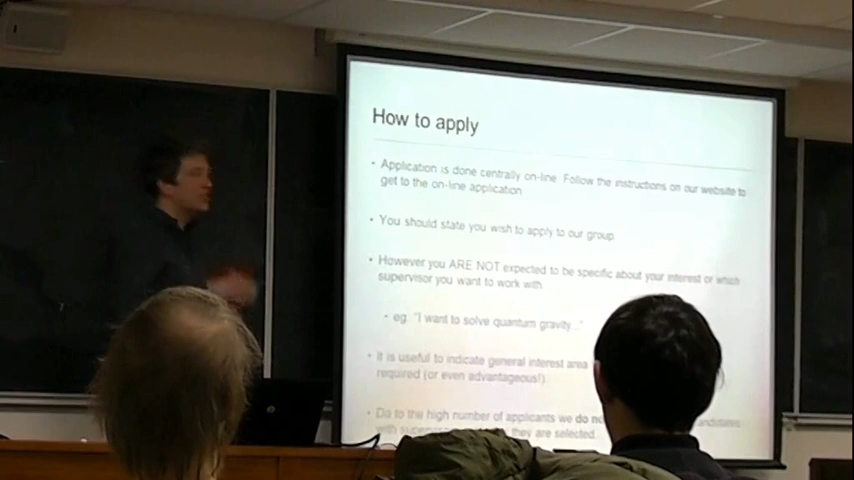 How to apply
• Application is done centrally on-line. Follow the instructions on our website to
get to the on-line application
• You should state you wish to apply to our group
• However you ARE NOT expected to be specific about your interest or which
supervisor you want to work with
- eg. "I want to solve quantum gravity..."
• It is useful to indicate general interest area
required (or even advantageous!)
• Do to the high number of applicants we do candidates
with they are selected.